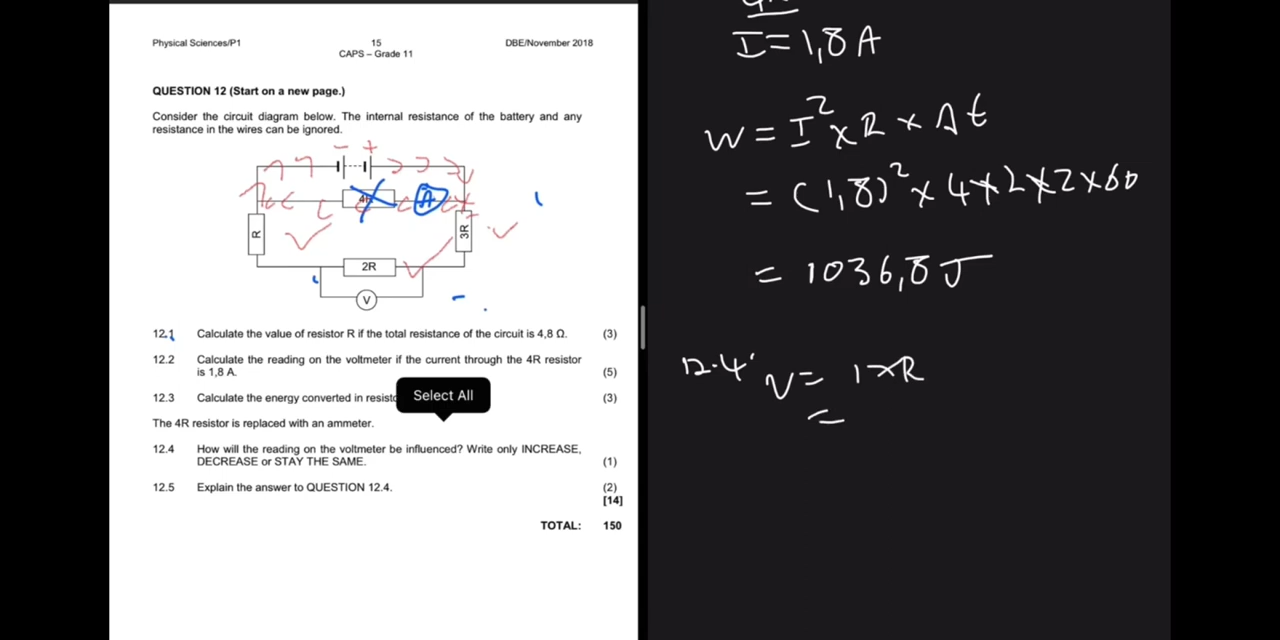 Physical Sciences/P1 15 DBE/November 2018
CAPS – Grade 11
QUESTION 12 (Start on a new page.)
Consider the circuit diagram below. The internal resistance of the battery and any
resistance in the wires can be ignored.
- +
4R A
R 3R
2R
V
12.1 Calculate the value of resistor R if the total resistance of the circuit is 4,8 Ω. (3)
12.2 Calculate the reading on the voltmeter if the current through the 4R resistor
is 1,8 A. (5)
12.3 Calculate the energy converted in (3)
Select All
The 4R resistor is replaced with an ammeter.
12.4 How will the reading on the voltmeter be influenced? Write only INCREASE,
DECREASE or STAY THE SAME. (1)
12.5 Explain the answer to QUESTION 12.4. (2)
[14]
TOTAL: 150
I = 1,8 A
W = I² × R × Δt
= (1,8)² × 4 × 2 × 2 × 60
= 1036,8 J
12.4 V = I × R
=